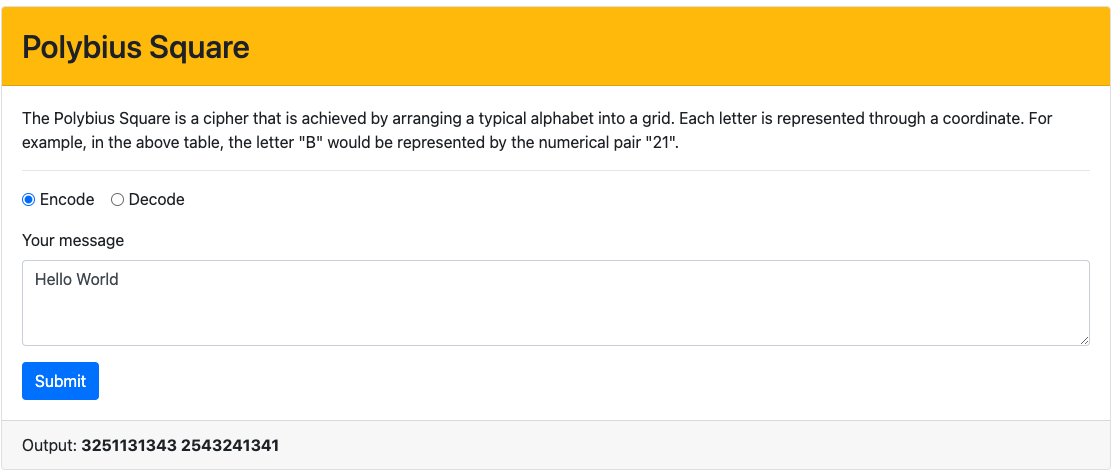 Polybius Square
The Polybius Square is a cipher that is achieved by arranging a typical alphabet into a grid. Each letter is represented through a coordinate. For
example, in the above table, the letter "B" would be represented by the numerical pair "21".
Encode Decode
Your message
Hello World
Submit
Output: 3251131343 2543241341